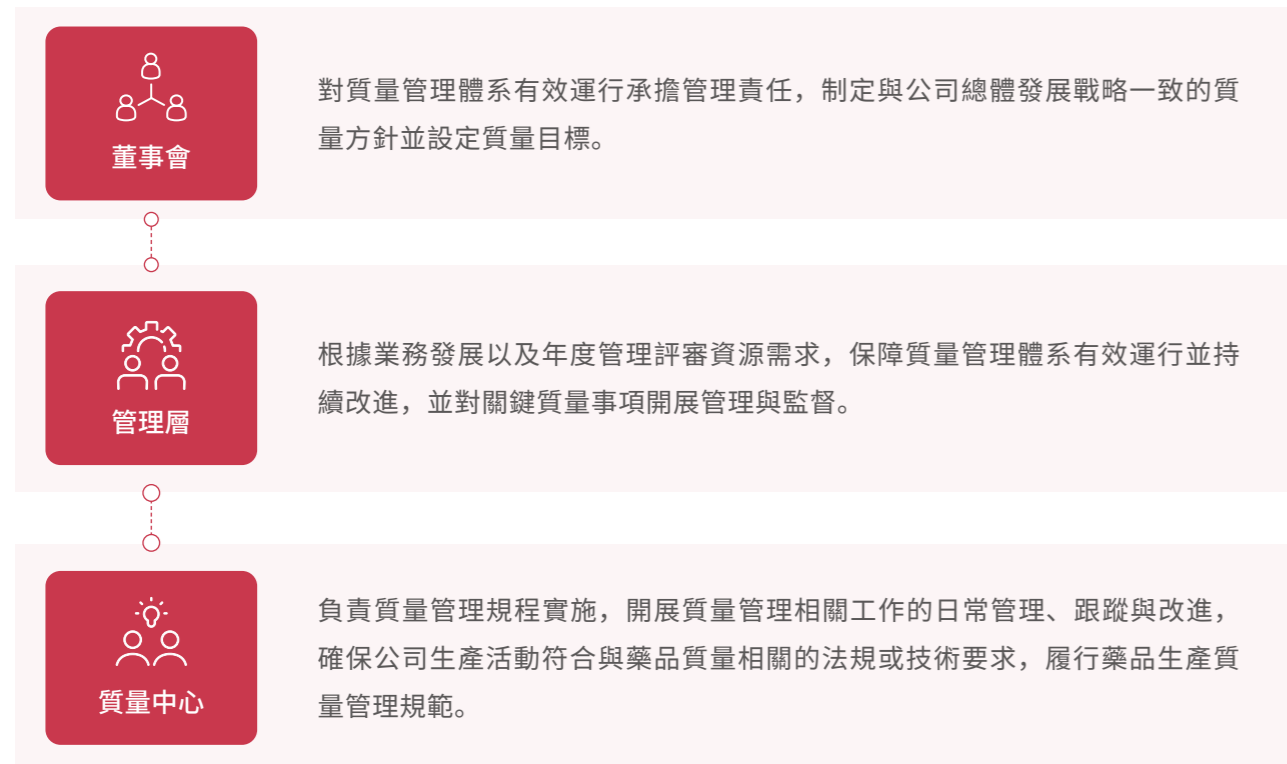 董事會
對質量管理體系有效運行承擔管理責任，制定與公司總體發展戰略一致的質
量方針並設定質量目標。
管理層
根據業務發展以及年度管理評審資源需求，保障質量管理體系有效運行並持
續改進，並對關鍵質量事項開展管理與監督。
質量中心
負責質量管理規程實施，開展質量管理相關工作的日常管理、跟蹤與改進，
確保公司生產活動符合與藥品質量相關的法規或技術要求，履行藥品生產質
量管理規範。